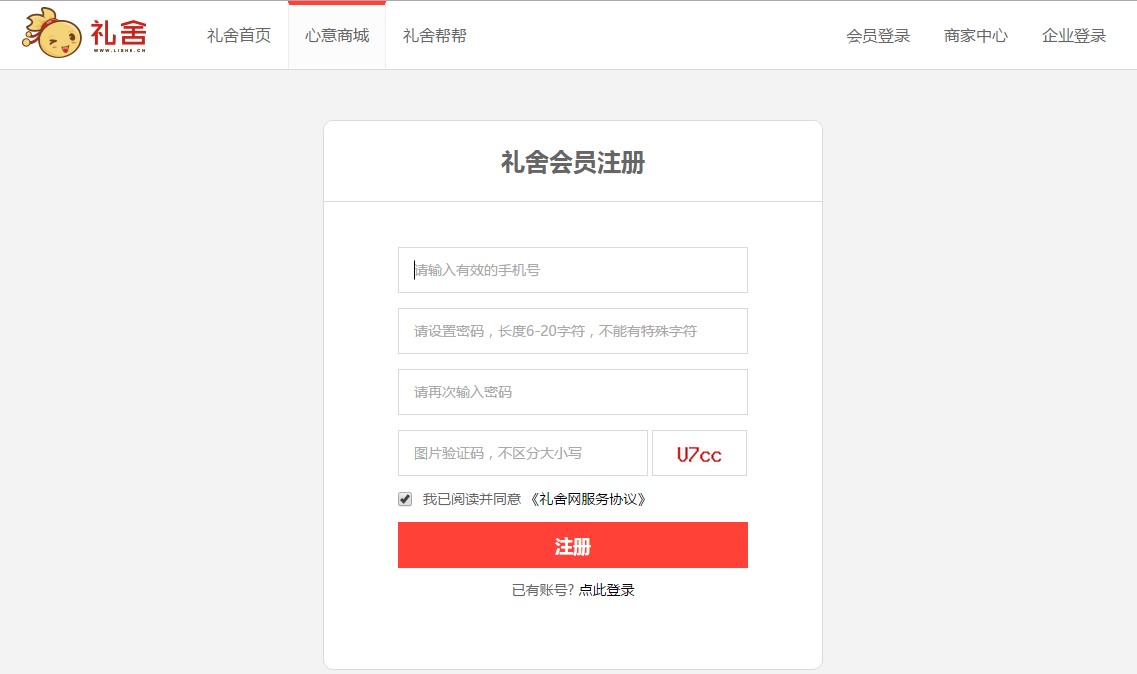 礼舍
WWW.LISHE.CN
礼舍首页 心意商城 礼舍帮帮 会员登录 商家中心 企业登录
礼舍会员注册
请输入有效的手机号
请设置密码，长度6-20字符，不能有特殊字符
请再次输入密码
图片验证码，不区分大小写 U7cc
我已阅读并同意 《礼舍网服务协议》
注册
已有账号? 点此登录